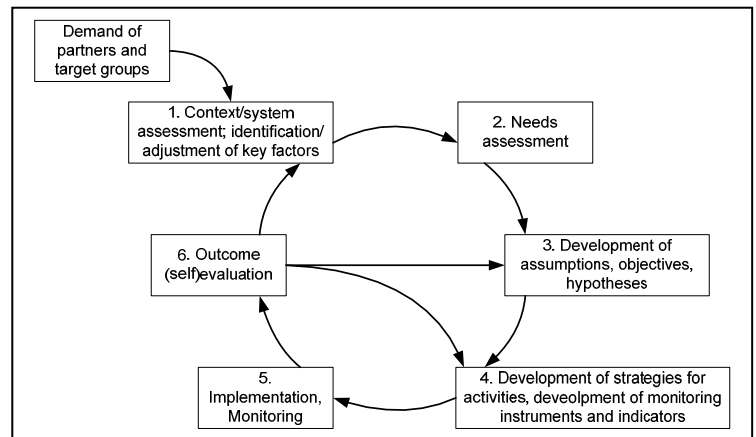 Demand of
partners and
target groups
1. Context/system
assessment; identification/
adjustment of key factors
2. Needs
assessment
3. Development of
assumptions, objectives,
hypotheses
4. Development of strategies for
activities, deveolpment of monitoring
instruments and indicators
5.
Implementation,
Monitoring
6. Outcome
(self)evaluation